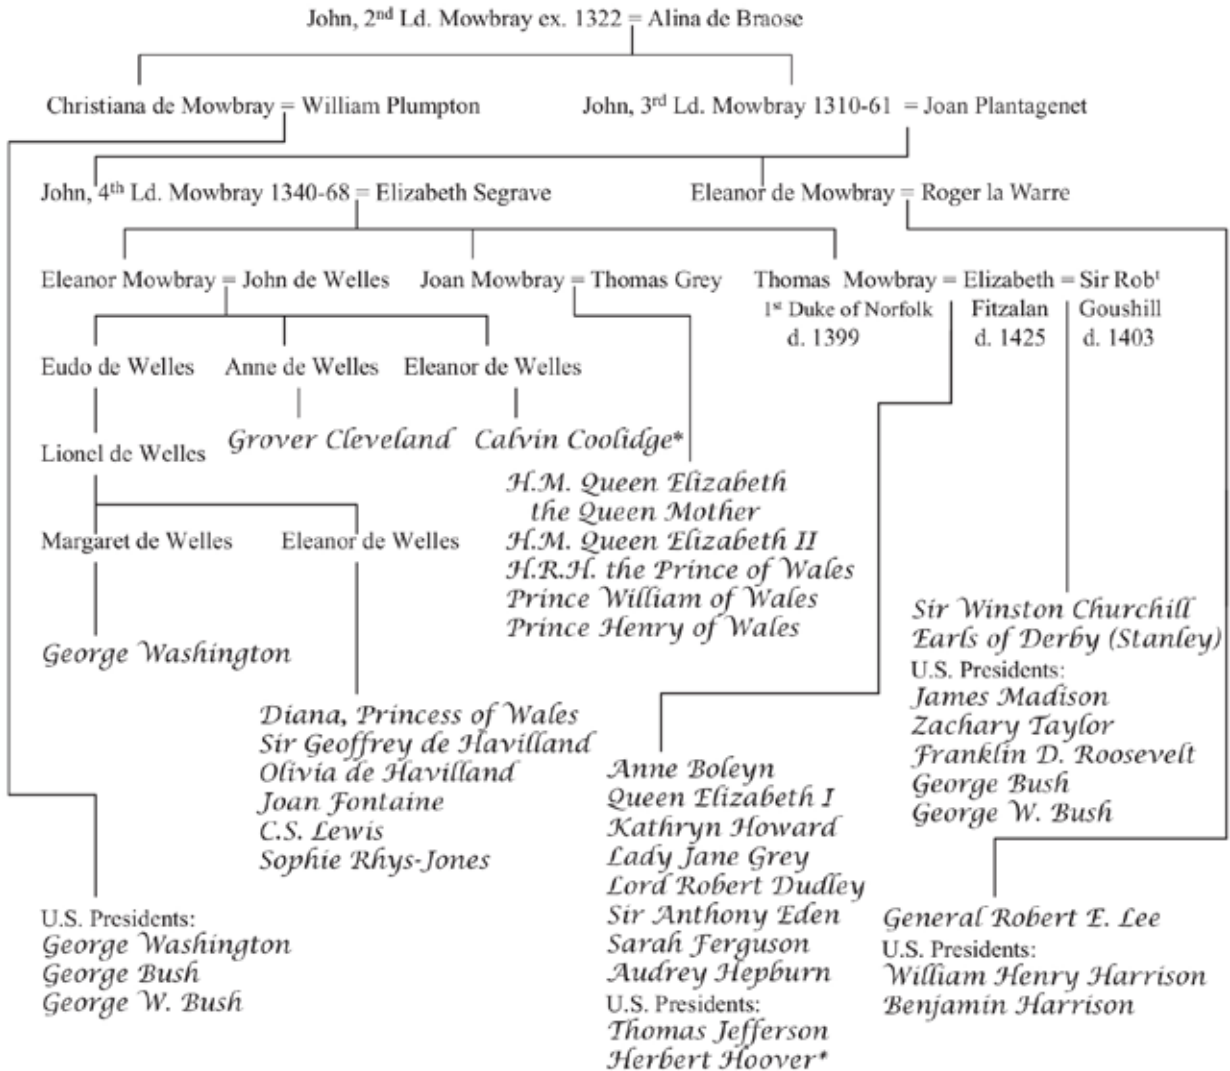 John, 2nd Ld. Mowbray ex. 1322 = Alina de Braose
Christiana de Mowbray = William Plumpton
John, 3rd Ld. Mowbray 1310-61 = Joan Plantagenet
John, 4th Ld. Mowbray 1340-68 = Elizabeth Segrave
Eleanor de Mowbray = Roger la Warre
Eleanor Mowbray = John de Welles
Joan Mowbray = Thomas Grey
Thomas Mowbray = Elizabeth = Sir Robt
1st Duke of Norfolk Fitzalan Goushill
d. 1399 d. 1425 d. 1403
Eudo de Welles
Anne de Welles
Eleanor de Welles
Grover Cleveland
Calvin Coolidge*
Lionel de Welles
H.M. Queen Elizabeth
the Queen Mother
H.M. Queen Elizabeth II
H.R.H. the Prince of Wales
Prince William of Wales
Prince Henry of Wales
Margaret de Welles
Eleanor de Welles
George Washington
Sir Winston Churchill
Earls of Derby (Stanley)
U.S. Presidents:
James Madison
Zachary Taylor
Franklin D. Roosevelt
George Bush
George W. Bush
Diana, Princess of Wales
Sir Geoffrey de Havilland
Olivia de Havilland
Joan Fontaine
C.S. Lewis
Sophie Rhys-Jones
Anne Boleyn
Queen Elizabeth I
Kathryn Howard
Lady Jane Grey
Lord Robert Dudley
Sir Anthony Eden
Sarah Ferguson
Audrey Hepburn
U.S. Presidents:
Thomas Jefferson
Herbert Hoover*
U.S. Presidents:
George Washington
George Bush
George W. Bush
General Robert E. Lee
U.S. Presidents:
William Henry Harrison
Benjamin Harrison